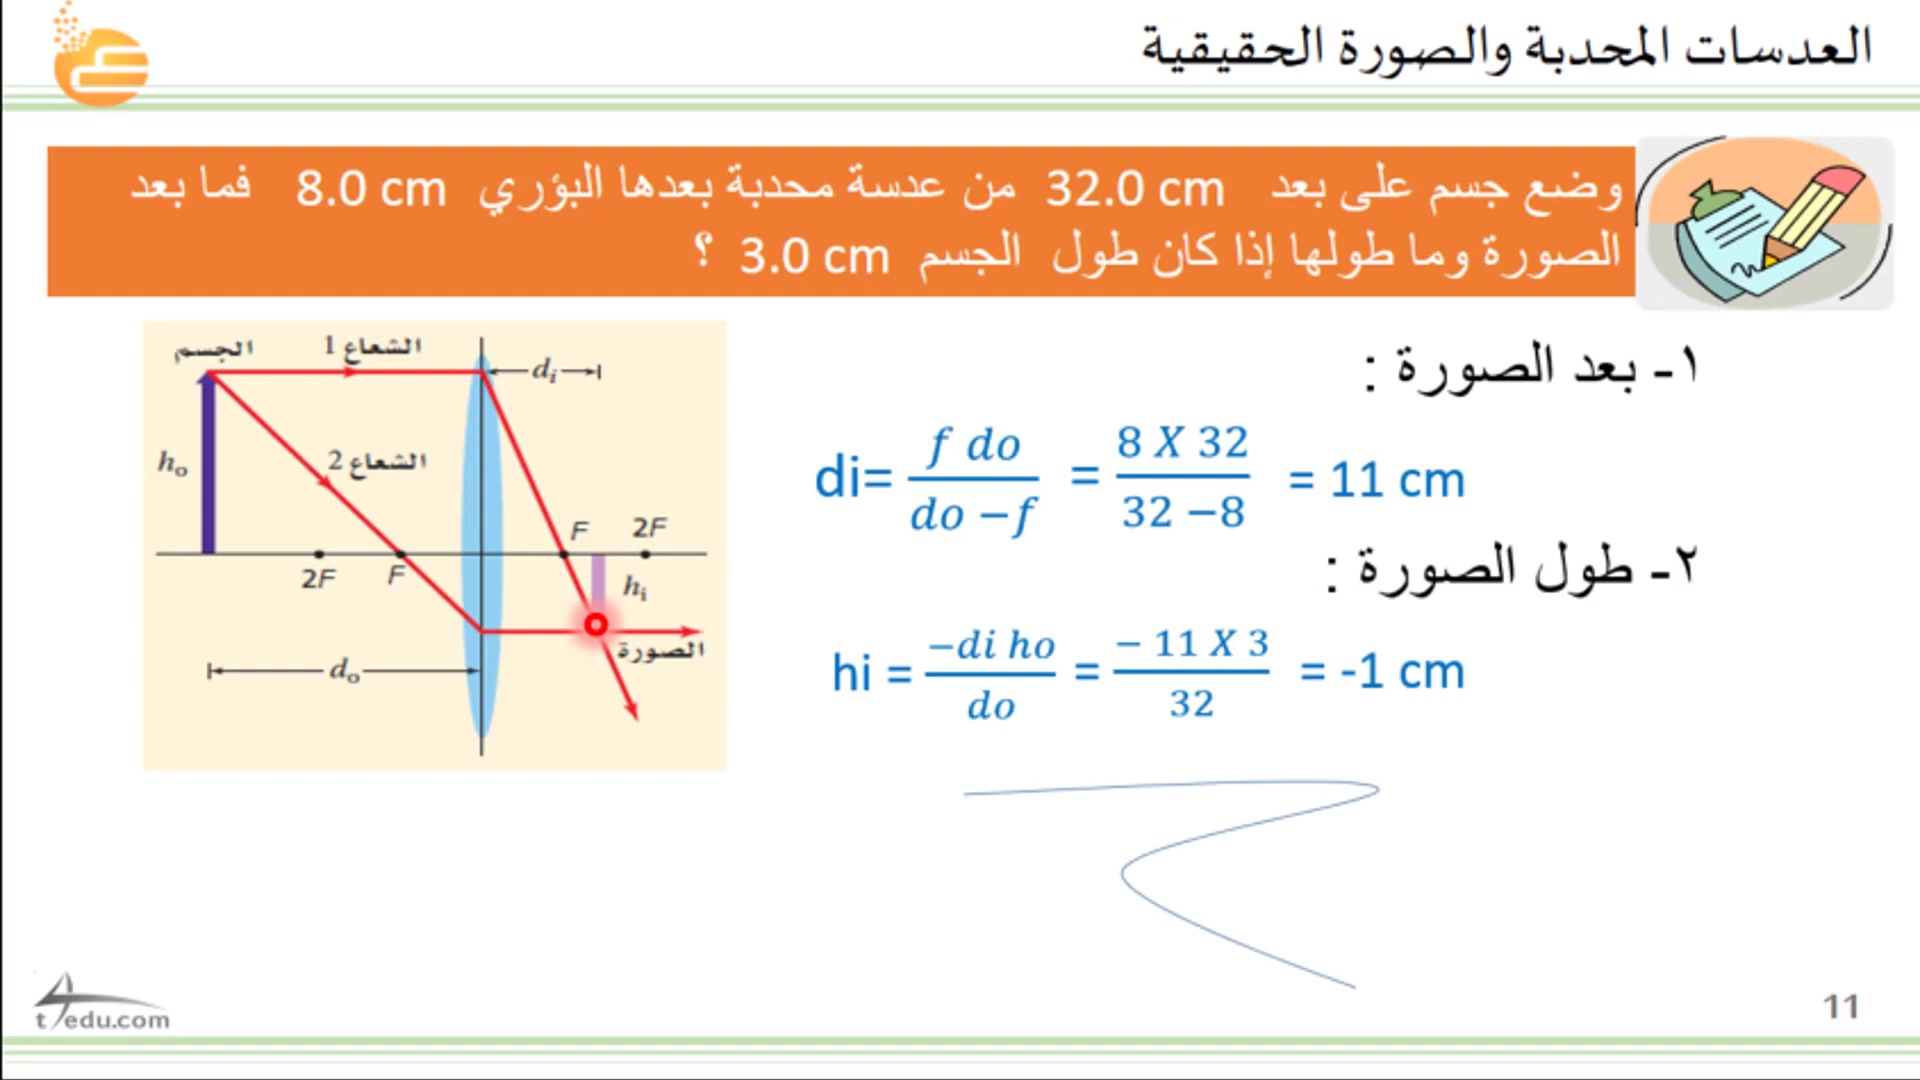 العدسات المحدبة والصورة الحقيقية
وضع جسم على بعد 32.0 cm من عدسة محدبة بعدها البؤري 8.0 cm فما بعد
الصورة وما طولها إذا كان طول الجسم 3.0 cm ؟
١- بعد الصورة :
di= f do / do −f = 8 X 32 / 32 −8 = 11 cm
٢- طول الصورة :
hi = −di ho / do = − 11 X 3 / 32 = -1 cm
الجسم
الشعاع 1
di
ho
الشعاع 2
F
2F
2F
F
hi
الصورة
do
t4edu.com
11